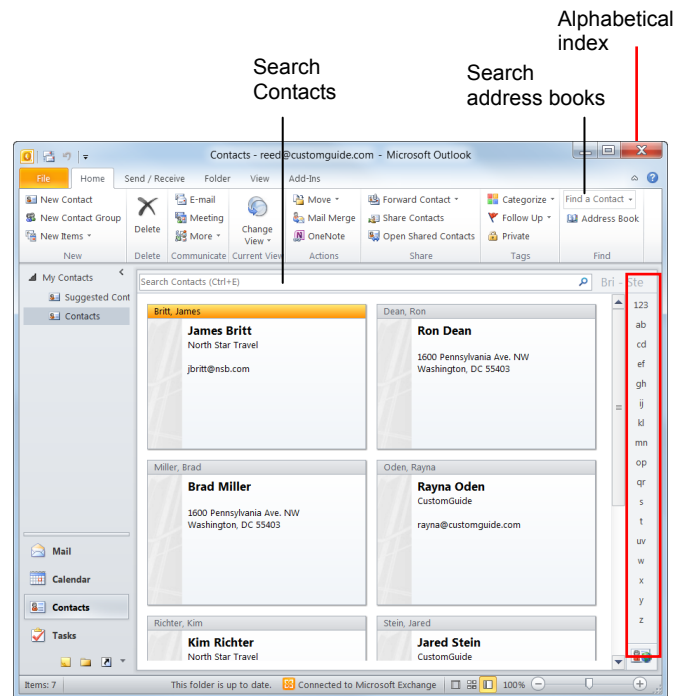 Alphabetical
index
Search
Contacts
Search
address books
Contacts - reed@customguide.com - Microsoft Outlook
File Home Send / Receive Folder View Add-Ins
New Contact
New Contact Group
New Items
New
Delete
Delete
E-mail
Meeting
More
Communicate
Change
View
Current View
Move
Mail Merge
OneNote
Actions
Forward Contact
Share Contacts
Open Shared Contacts
Share
Categorize
Follow Up
Private
Tags
Find a Contact
Address Book
Find
My Contacts
Suggested Cont
Contacts
Search Contacts (Ctrl+E)
Bri - Ste
Britt, James
James Britt
North Star Travel
jbritt@nsb.com
Dean, Ron
Ron Dean
1600 Pennsylvania Ave. NW
Washington, DC 55403
Miller, Brad
Brad Miller
1600 Pennsylvania Ave. NW
Washington, DC 55403
Oden, Rayna
Rayna Oden
CustomGuide
rayna@customguide.com
Richter, Kim
Kim Richter
North Star Travel
Stein, Jared
Jared Stein
CustomGuide
123
ab
cd
ef
gh
ij
kl
mn
op
qr
s
t
uv
w
x
y
z
Mail
Calendar
Contacts
Tasks
Items: 7 This folder is up to date. Connected to Microsoft Exchange 100%